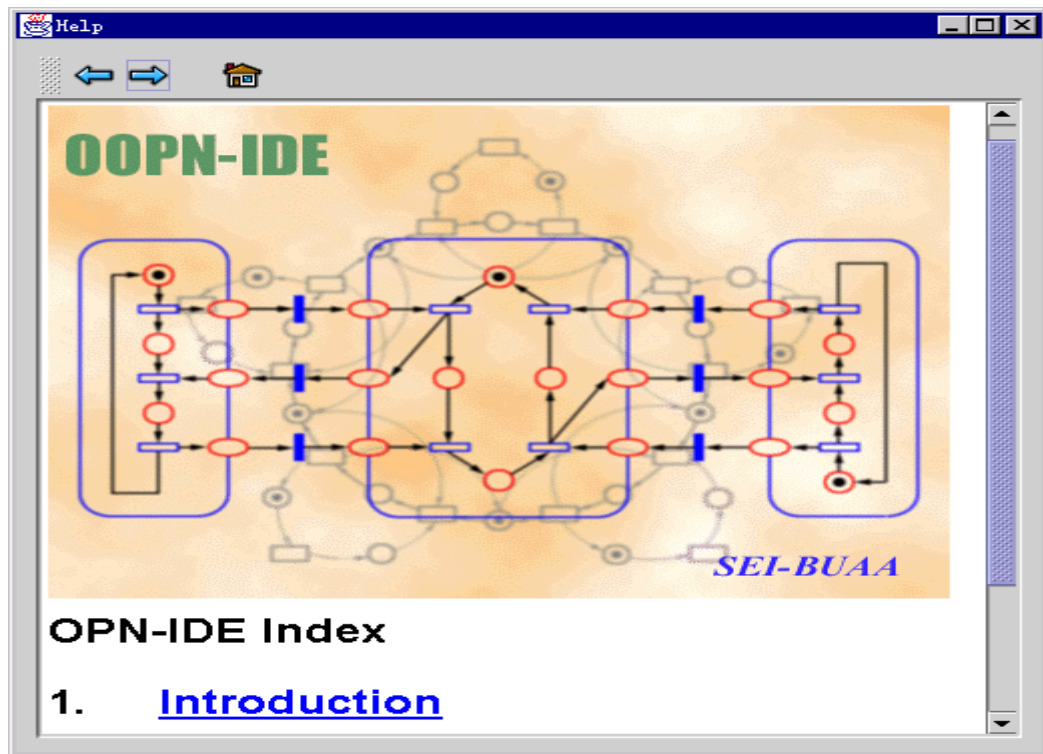 Help
OOPN-IDE
SEI-BUAA
OPN-IDE Index
1. Introduction